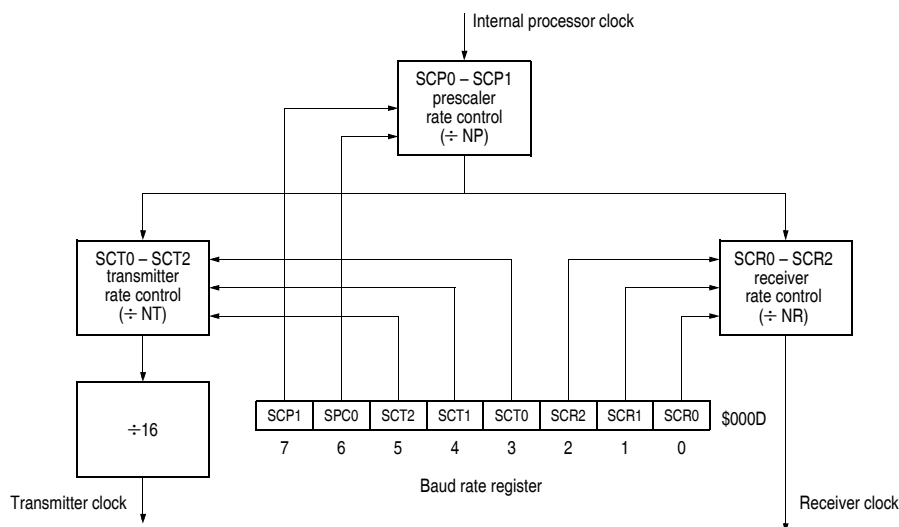 Internal processor clock
SCP0 – SCP1
prescaler
rate control
(÷ NP)
SCT0 – SCT2
transmitter
rate control
(÷ NT)
SCR0 – SCR2
receiver
rate control
(÷ NR)
÷16
SCP1 SPC0 SCT2 SCT1 SCT0 SCR2 SCR1 SCR0 $000D
7 6 5 4 3 2 1 0
Baud rate register
Transmitter clock
Receiver clock